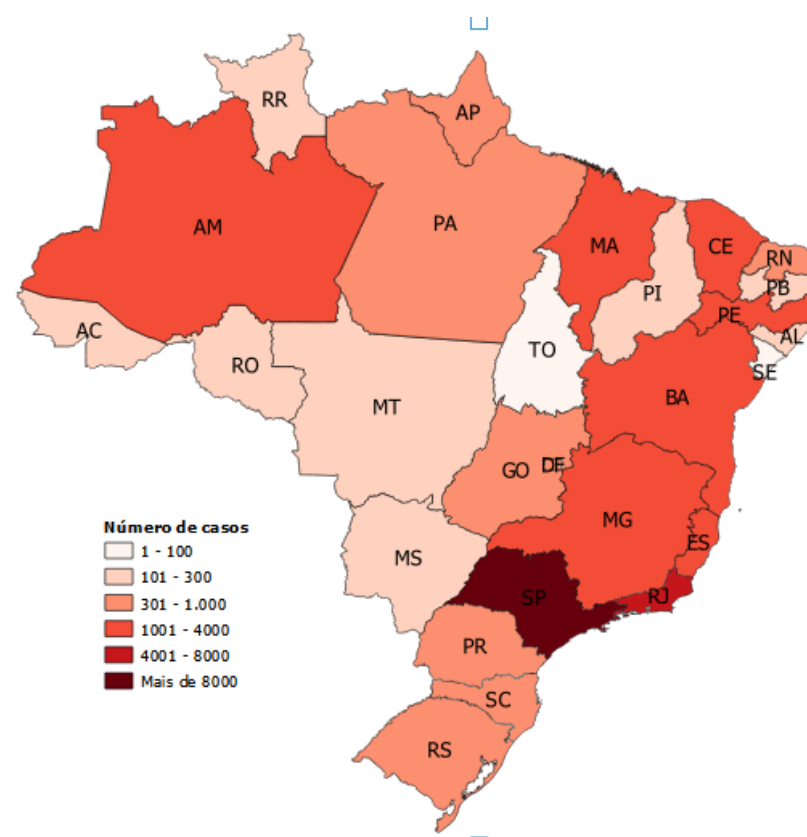 RR
AP
AM
PA
MA
CE
RN
PB
PI
PE
AL
SE
AC
RO
TO
MT
BA
GO
DF
MG
MS
ES
SP
RJ
PR
SC
RS
Número de casos
1 - 100
101 - 300
301 - 1.000
1001 - 4000
4001 - 8000
Mais de 8000